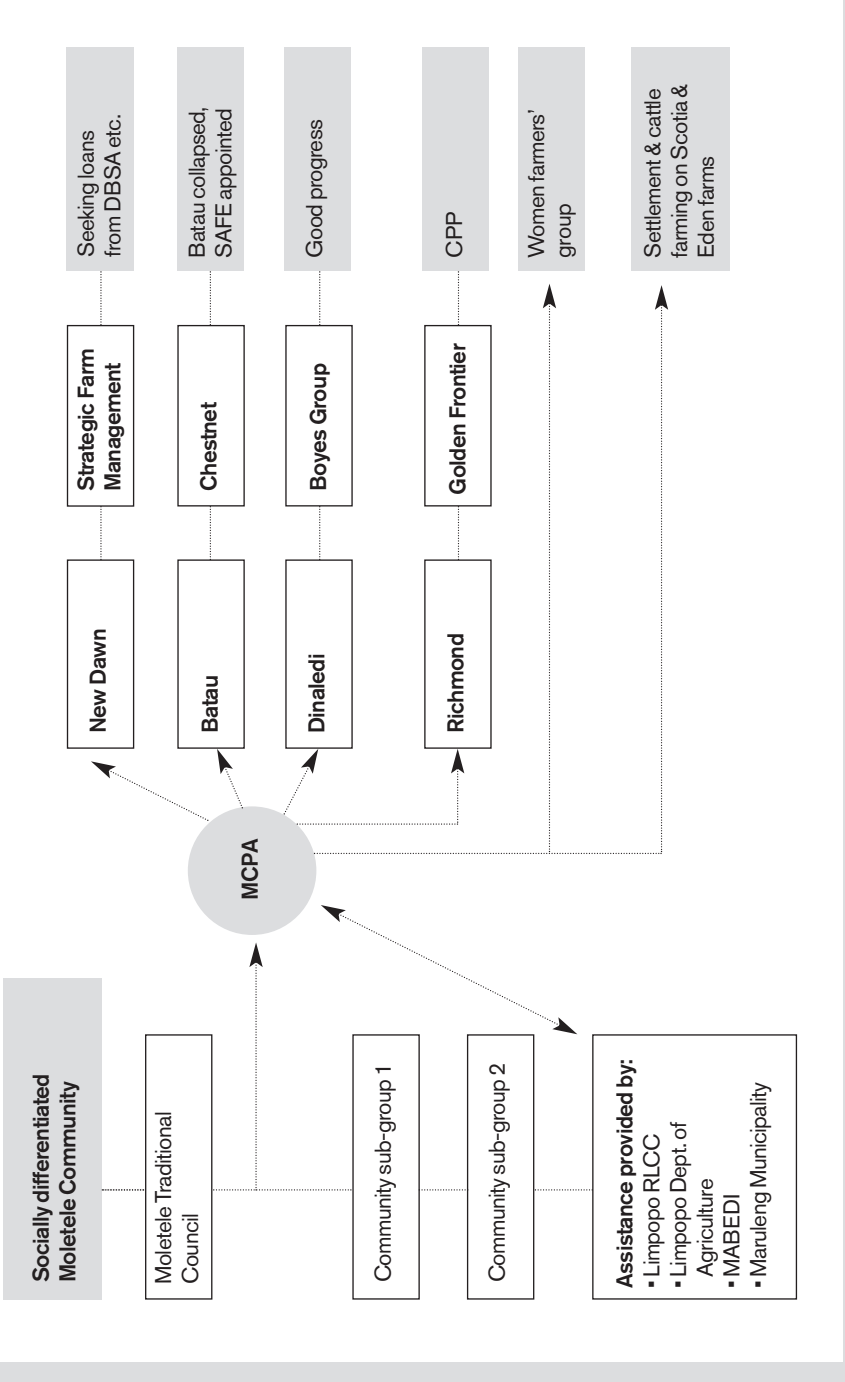 Socially differentiated
Moletele Community
Moletele Traditional
Council
Community sub-group 1
Community sub-group 2
Assistance provided by:
▪ Limpopo RLCC
▪ Limpopo Dept. of
Agriculture
▪ MABEDI
▪ Maruleng Municipality
MCPA
New Dawn
Strategic Farm
Management
Seeking loans
from DBSA etc.
Batau
Chestnet
Batau collapsed,
SAFE appointed
Dinaledi
Boyes Group
Good progress
Richmond
Golden Frontier
CPP
Women farmers’
group
Settlement & cattle
farming on Scotia &
Eden farms